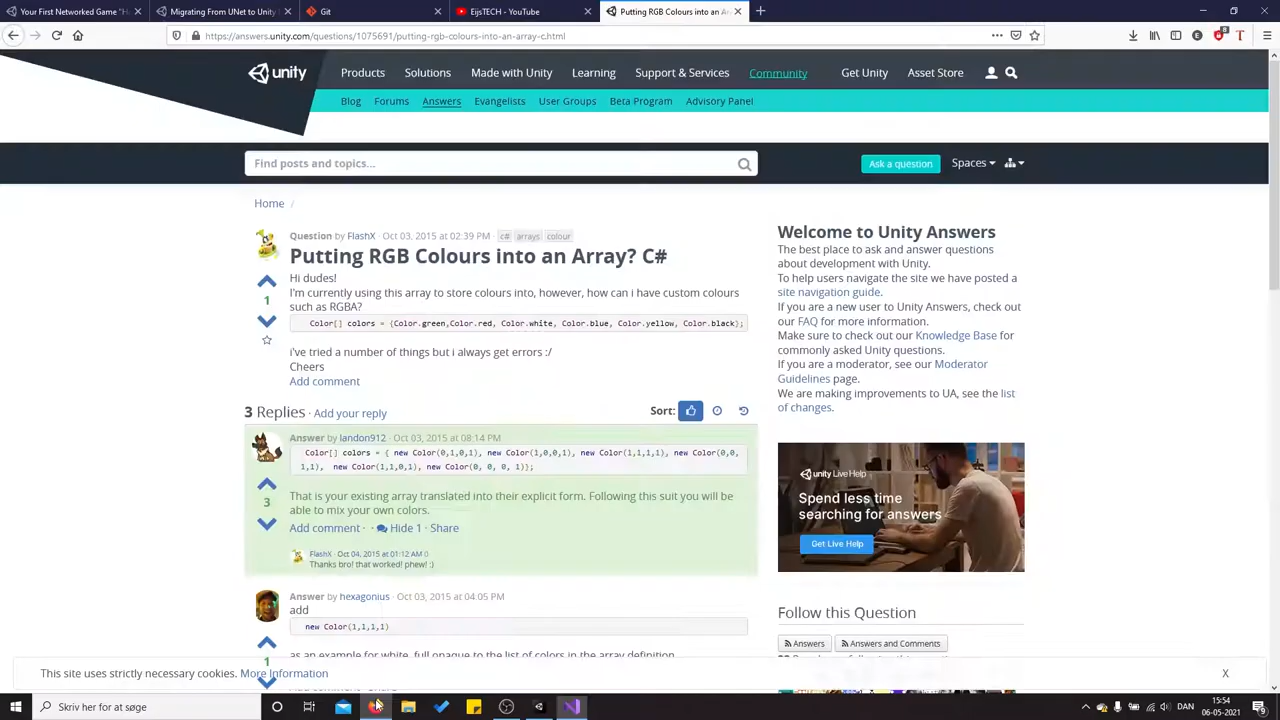 Your First Networked Game "H
Migrating From UNet to Unity
Git
EijsTECH - YouTube
Putting RGB Colours into an Arra
https://answers.unity.com/questions/1075691/putting-rgb-colours-into-an-array-c.html
8
unity
Products
Solutions
Made with Unity
Learning
Support & Services
Community
Get Unity
Asset Store
Blog
Forums
Answers
Evangelists
User Groups
Beta Program
Advisory Panel
Find posts and topics...
Ask a question
Spaces
Home /
Question by FlashX · Oct 03, 2015 at 02:39 PM · c# arrays colour
Putting RGB Colours into an Array? C#
Hi dudes!
I'm currently using this array to store colours into, however, how can i have custom colours
such as RGBA?
Color[] colors = {Color.green,Color.red, Color.white, Color.blue, Color.yellow, Color.black};
i've tried a number of things but i always get errors :/
Cheers
Add comment
1
3 Replies · Add your reply
Sort:
Answer by landon912 · Oct 03, 2015 at 08:14 PM
Color[] colors = { new Color(0,1,0,1), new Color(1,0,0,1), new Color(1,1,1,1), new Color(0,0,
1,1), new Color(1,1,0,1), new Color(0, 0, 0, 1)};
3
That is your existing array translated into their explicit form. Following this suit you will be
able to mix your own colors.
Add comment · Hide 1 · Share
FlashX · Oct 04, 2015 at 01:12 AM 0
Thanks bro! that worked! phew! :)
Answer by hexagonius · Oct 03, 2015 at 04:05 PM
add
new Color(1,1,1,1)
1
as an example for white, full opaque to the list of colors in the array definition
Welcome to Unity Answers
The best place to ask and answer questions
about development with Unity.
To help users navigate the site we have posted a
site navigation guide.
If you are a new user to Unity Answers, check out
our FAQ for more information.
Make sure to check out our Knowledge Base for
commonly asked Unity questions.
If you are a moderator, see our Moderator
Guidelines page.
We are making improvements to UA, see the list
of changes.
unity Live Help
Spend less time
searching for answers
Get Live Help
Follow this Question
Answers
Answers and Comments
This site uses strictly necessary cookies. More Information
X
Skriv her for at søge
DAN
15:54
06-05-2021